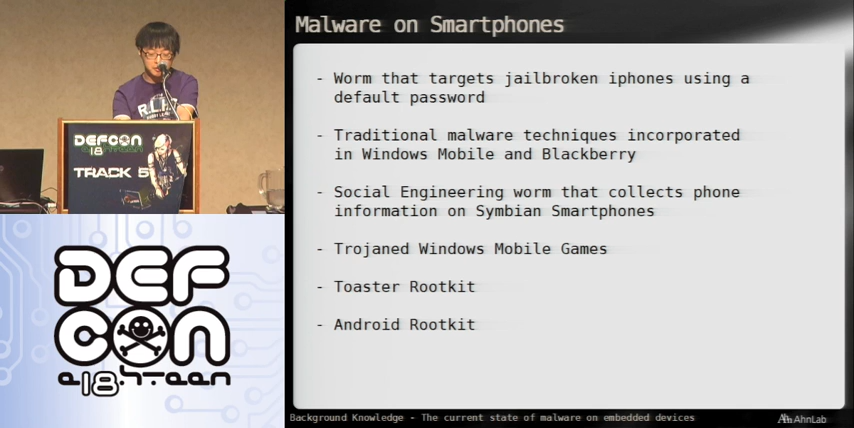 Malware on Smartphones
- Worm that targets jailbroken iphones using a
default password
- Traditional malware techniques incorporated
in Windows Mobile and Blackberry
- Social Engineering worm that collects phone
information on Symbian Smartphones
- Trojaned Windows Mobile Games
- Toaster Rootkit
- Android Rootkit
Background Knowledge - The current state of malware on embedded devices
AhnLab
DEFCON
18
TRACK 5
DEF
CON
e18hteen